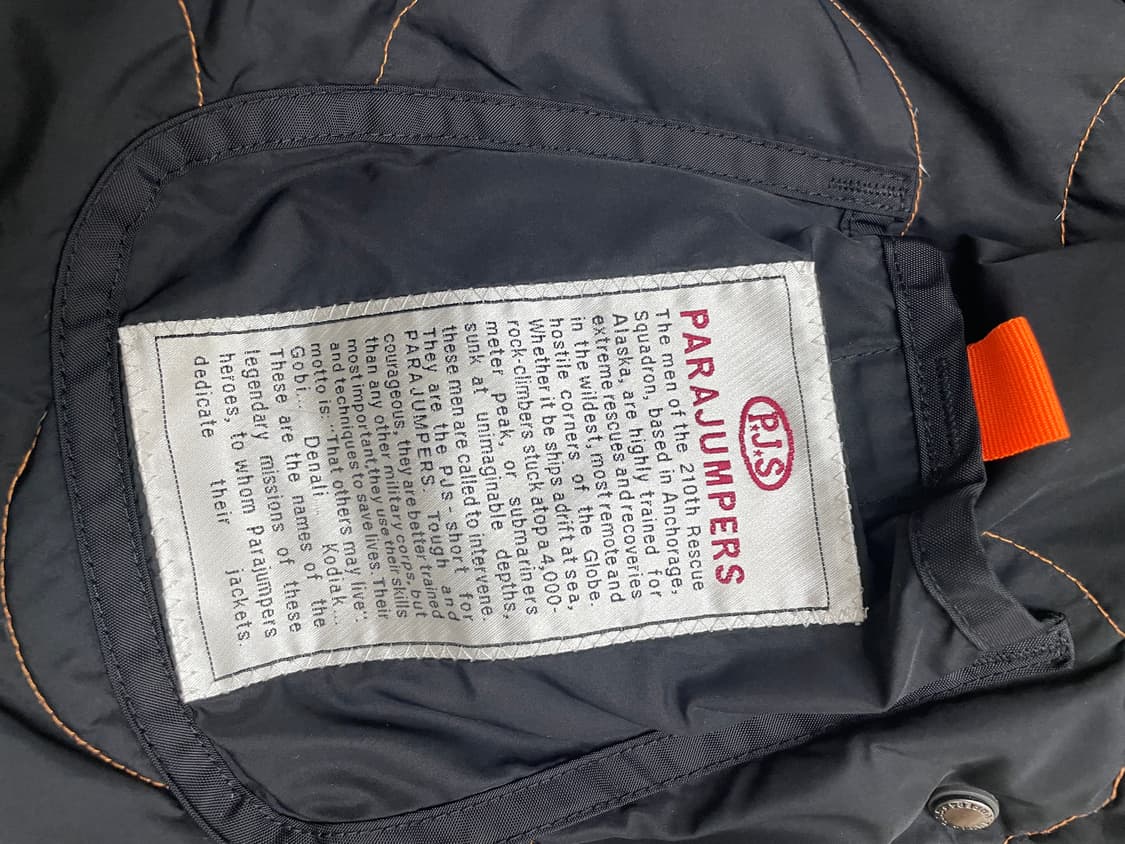 P.J.S
PARAJUMPERS
The men of the 210th Rescue
Squadron, based in Anchorage,
Alaska, are highly trained for
extreme rescues and recoveries
in the wildest, most remote and
hostile corners of the Globe.
Whether it be ships adrift at sea,
rock-climbers stuck atop a 4,000-
meter peak, or submariners
sunk at unimaginable depths,
these men are called to intervene.
They are the PJS - short for
PARAJUMPERS. Tough and
courageous, they are better trained
than any other military corps, but
most important, they use their skills
and techniques to save lives. Their
motto is: "That others may live".
Gobi... Denali... Kodiak...
These are the names of the
legendary missions of these
heroes, to whom Parajumpers
dedicate their jackets.